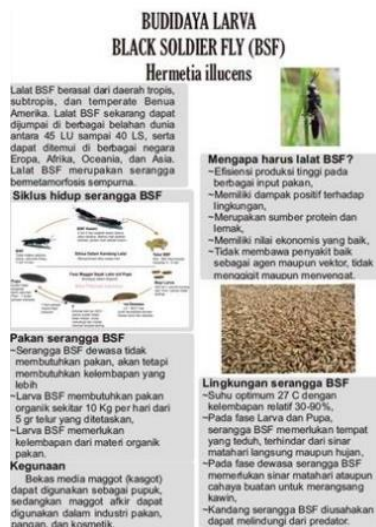 BUDIDAYA LARVA
BLACK SOLDIER FLY (BSF)
Hermetia illucens
Lalat BSF berasal dari daerah tropis,
subtropis, dan temperate Benua
Amerika. Lalat BSF sekarang dapat
dijumpai di berbagai belahan dunia
antara 45 LU sampai 40 LS, serta
dapat ditemui di berbagai negara
Eropa, Afrika, Oceania, dan Asia.
Lalat BSF merupakan serangga
bermetamorfosis sempurna.
Siklus hidup serangga BSF
Pakan serangga BSF
~Serangga BSF dewasa tidak
membutuhkan pakan, akan tetapi
membutuhkan kelembapan yang
lebih
~Larva BSF membutuhkan pakan
organik sekitar 10 Kg per hari dari
5 gr telur yang ditetaskan,
~Larva BSF memerlukan
kelembapan dari materi organik
pakan.
Kegunaan
Bekas media maggot (kasgot)
dapat digunakan sebagai pupuk,
sedangkan maggot afkir dapat
digunakan dalam industri pakan,
pangan, dan kosmetik.
Mengapa harus lalat BSF?
~Efisiensi produksi tinggi pada
berbagai input pakan,
~Memiliki dampak positif terhadap
lingkungan,
~Merupakan sumber protein dan
lemak,
~Memiliki nilai ekonomis yang baik,
~Tidak membawa penyakit baik
sebagai agen maupun vektor, tidak
menggigit maupun menyengat.
Lingkungan serangga BSF
~Suhu optimum 27 C dengan
kelembapan relatif 30-90%,
~Pada fase Larva dan Pupa,
serangga BSF memerlukan tempat
yang teduh, terhindar dari sinar
matahari langsung maupun hujan,
~Pada fase dewasa serangga BSF
memerlukan sinar matahari ataupun
cahaya buatan untuk merangsang
kawin,
~Kandang serangga BSF diusahakan
dapat melindungi dari predator.